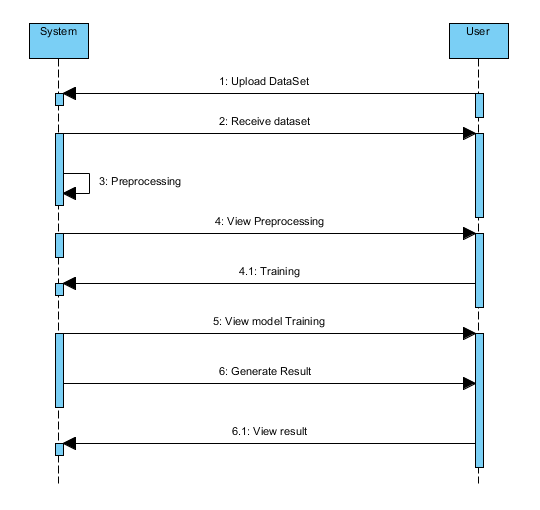 System
User
1: Upload DataSet
2: Receive dataset
3: Preprocessing
4: View Preprocessing
4.1: Training
5: View model Training
6: Generate Result
6.1: View result